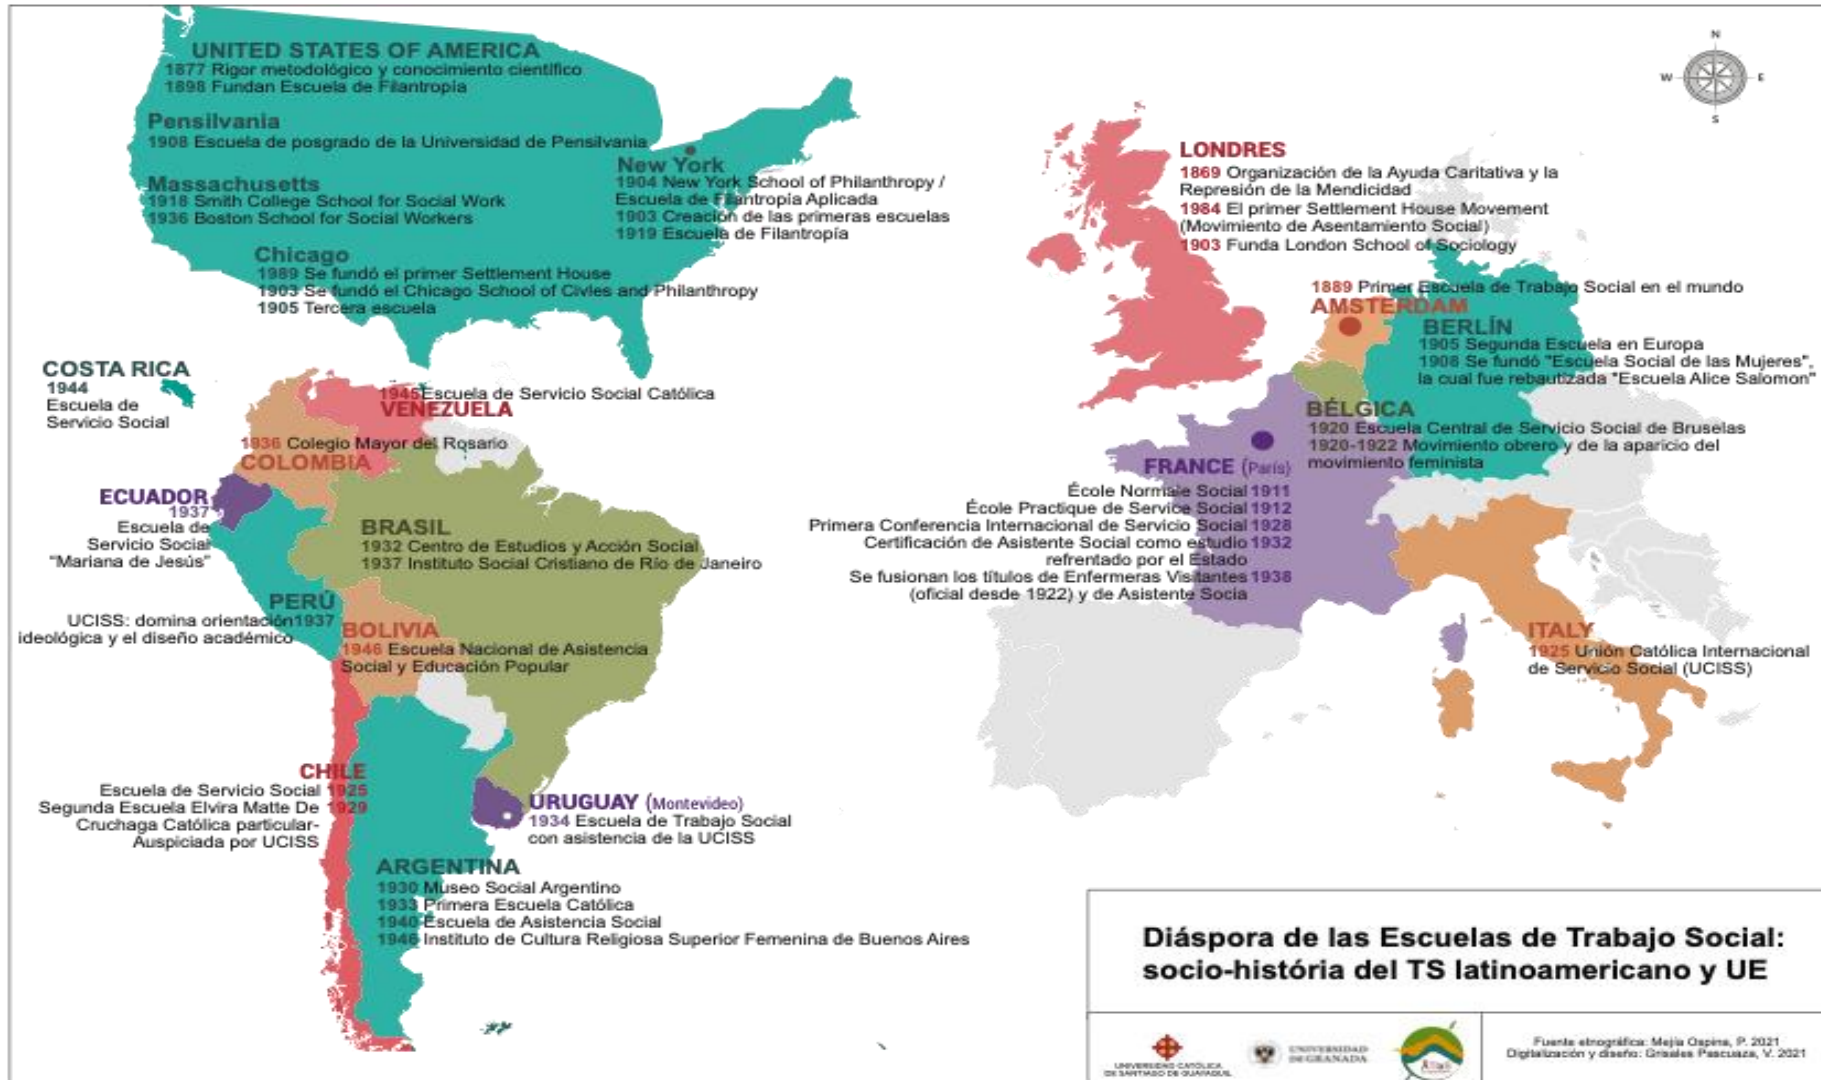 UNITED STATES OF AMERICA
1877 Rigor metodológico y conocimiento científico
1898 Fundan Escuela de Filantropía
Pensilvania
1908 Escuela de posgrado de la Universidad de Pensilvania
Massachusetts
1918 Smith College School for Social Work
1936 Boston School for Social Workers
New York
1904 New York School of Philanthropy /
Escuela de Filantropía Aplicada
1903 Creación de las primeras escuelas
1919 Escuela de Filantropía
Chicago
1989 Se fundó el primer Settlement House
1903 Se fundó el Chicago School of Civles and Philanthropy
1905 Tercera escuela
COSTA RICA
1944
Escuela de
Servicio Social
1945 Escuela de Servicio Social Católica
VENEZUELA
1936 Colegio Mayor del Rosario
COLOMBIA
ECUADOR
1937
Escuela de
Servicio Social
"Mariana de Jesús"
BRASIL
1932 Centro de Estudios y Acción Social
1937 Instituto Social Cristiano de Río de Janeiro
PERÚ
UCISS: domina orientación 1937
ideológica y el diseño académico
BOLIVIA
1946 Escuela Nacional de Asistencia
Social y Educación Popular
CHILE
Escuela de Servicio Social 1925
Segunda Escuela Elvira Matte De 1929
Cruchaga Católica particular-
Auspiciada por UCISS
URUGUAY (Montevideo)
1934 Escuela de Trabajo Social
con asistencia de la UCISS
ARGENTINA
1930 Museo Social Argentino
1933 Primera Escuela Católica
1940 Escuela de Asistencia Social
1946 Instituto de Cultura Religiosa Superior Femenina de Buenos Aires
N
W
E
S
LONDRES
1869 Organización de la Ayuda Caritativa y la
Represión de la Mendicidad
1984 El primer Settlement House Movement
(Movimiento de Asentamiento Social)
1903 Funda London School of Sociology
1889 Primer Escuela de Trabajo Social en el mundo
AMSTERDAM
BERLÍN
1905 Segunda Escuela en Europa
1908 Se fundó "Escuela Social de las Mujeres",
la cual fue rebautizada "Escuela Alice Salomon"
BÉLGICA
1920 Escuela Central de Servicio Social de Bruselas
1920-1922 Movimiento obrero y de la aparicio del
movimiento feminista
FRANCE (París)
École Normale Social 1911
École Practique de Service Social 1912
Primera Conferencia Internacional de Servicio Social 1928
Certificación de Asistente Social como estudio 1932
refrentado por el Estado
Se fusionan los títulos de Enfermeras Visitantes 1938
(oficial desde 1922) y de Asistente Socia
ITALY
1925 Unión Católica Internacional
de Servicio Social (UCISS)
Diáspora de las Escuelas de Trabajo Social:
socio-história del TS latinoamericano y UE
UNIVERSIDAD CATÓLICA
DE SANTIAGO DE GUAYAQUIL
UNIVERSIDAD
DE GRANADA
Fuente etnográfica: Mejía Ospina, P. 2021
Digitalización y diseño: Grisales Pascuaza, V. 2021